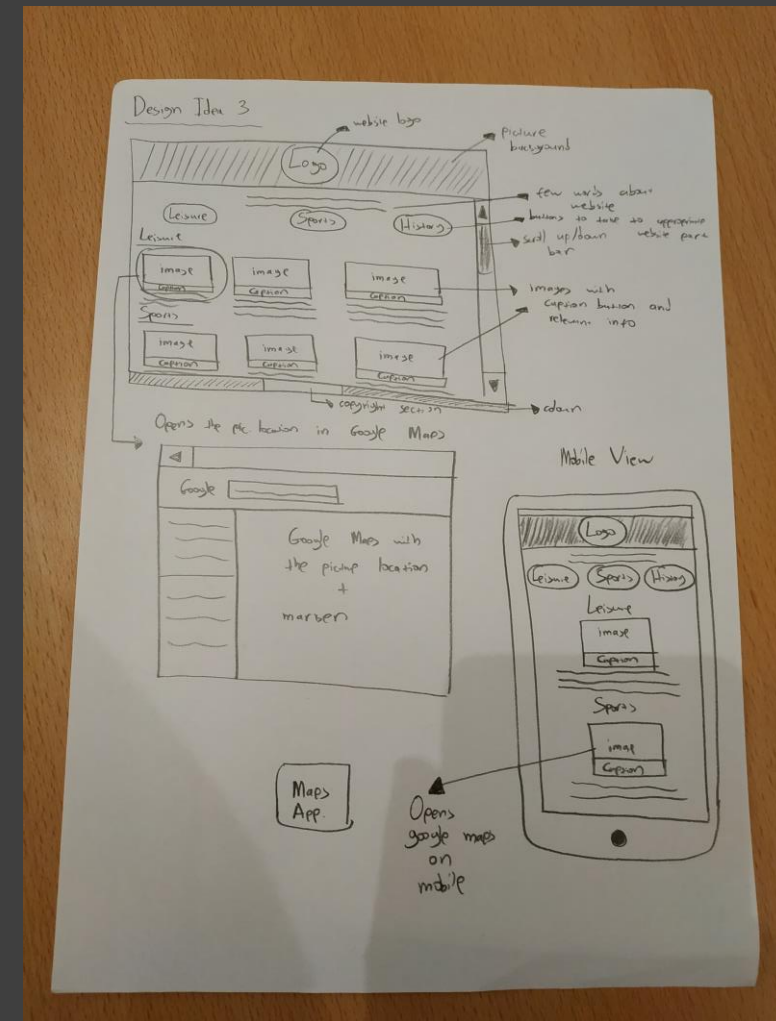 Design Idea 3
website logo
picture
background
Logo
few words about
website
Leisure
Sports
History
buttons to take to appropriate
website part
scroll up/down
bar
Leisure
image
caption
image
caption
image
caption
images with
caption button and
relevant info
Sports
image
caption
image
caption
image
caption
copyright section
colour
Opens the pic location in Google Maps
Google
Google Maps with
the picture location
+
marker
Mobile View
Logo
Leisure
Sports
History
Leisure
image
caption
Sports
image
caption
Maps
App.
Opens
google maps
on
mobile